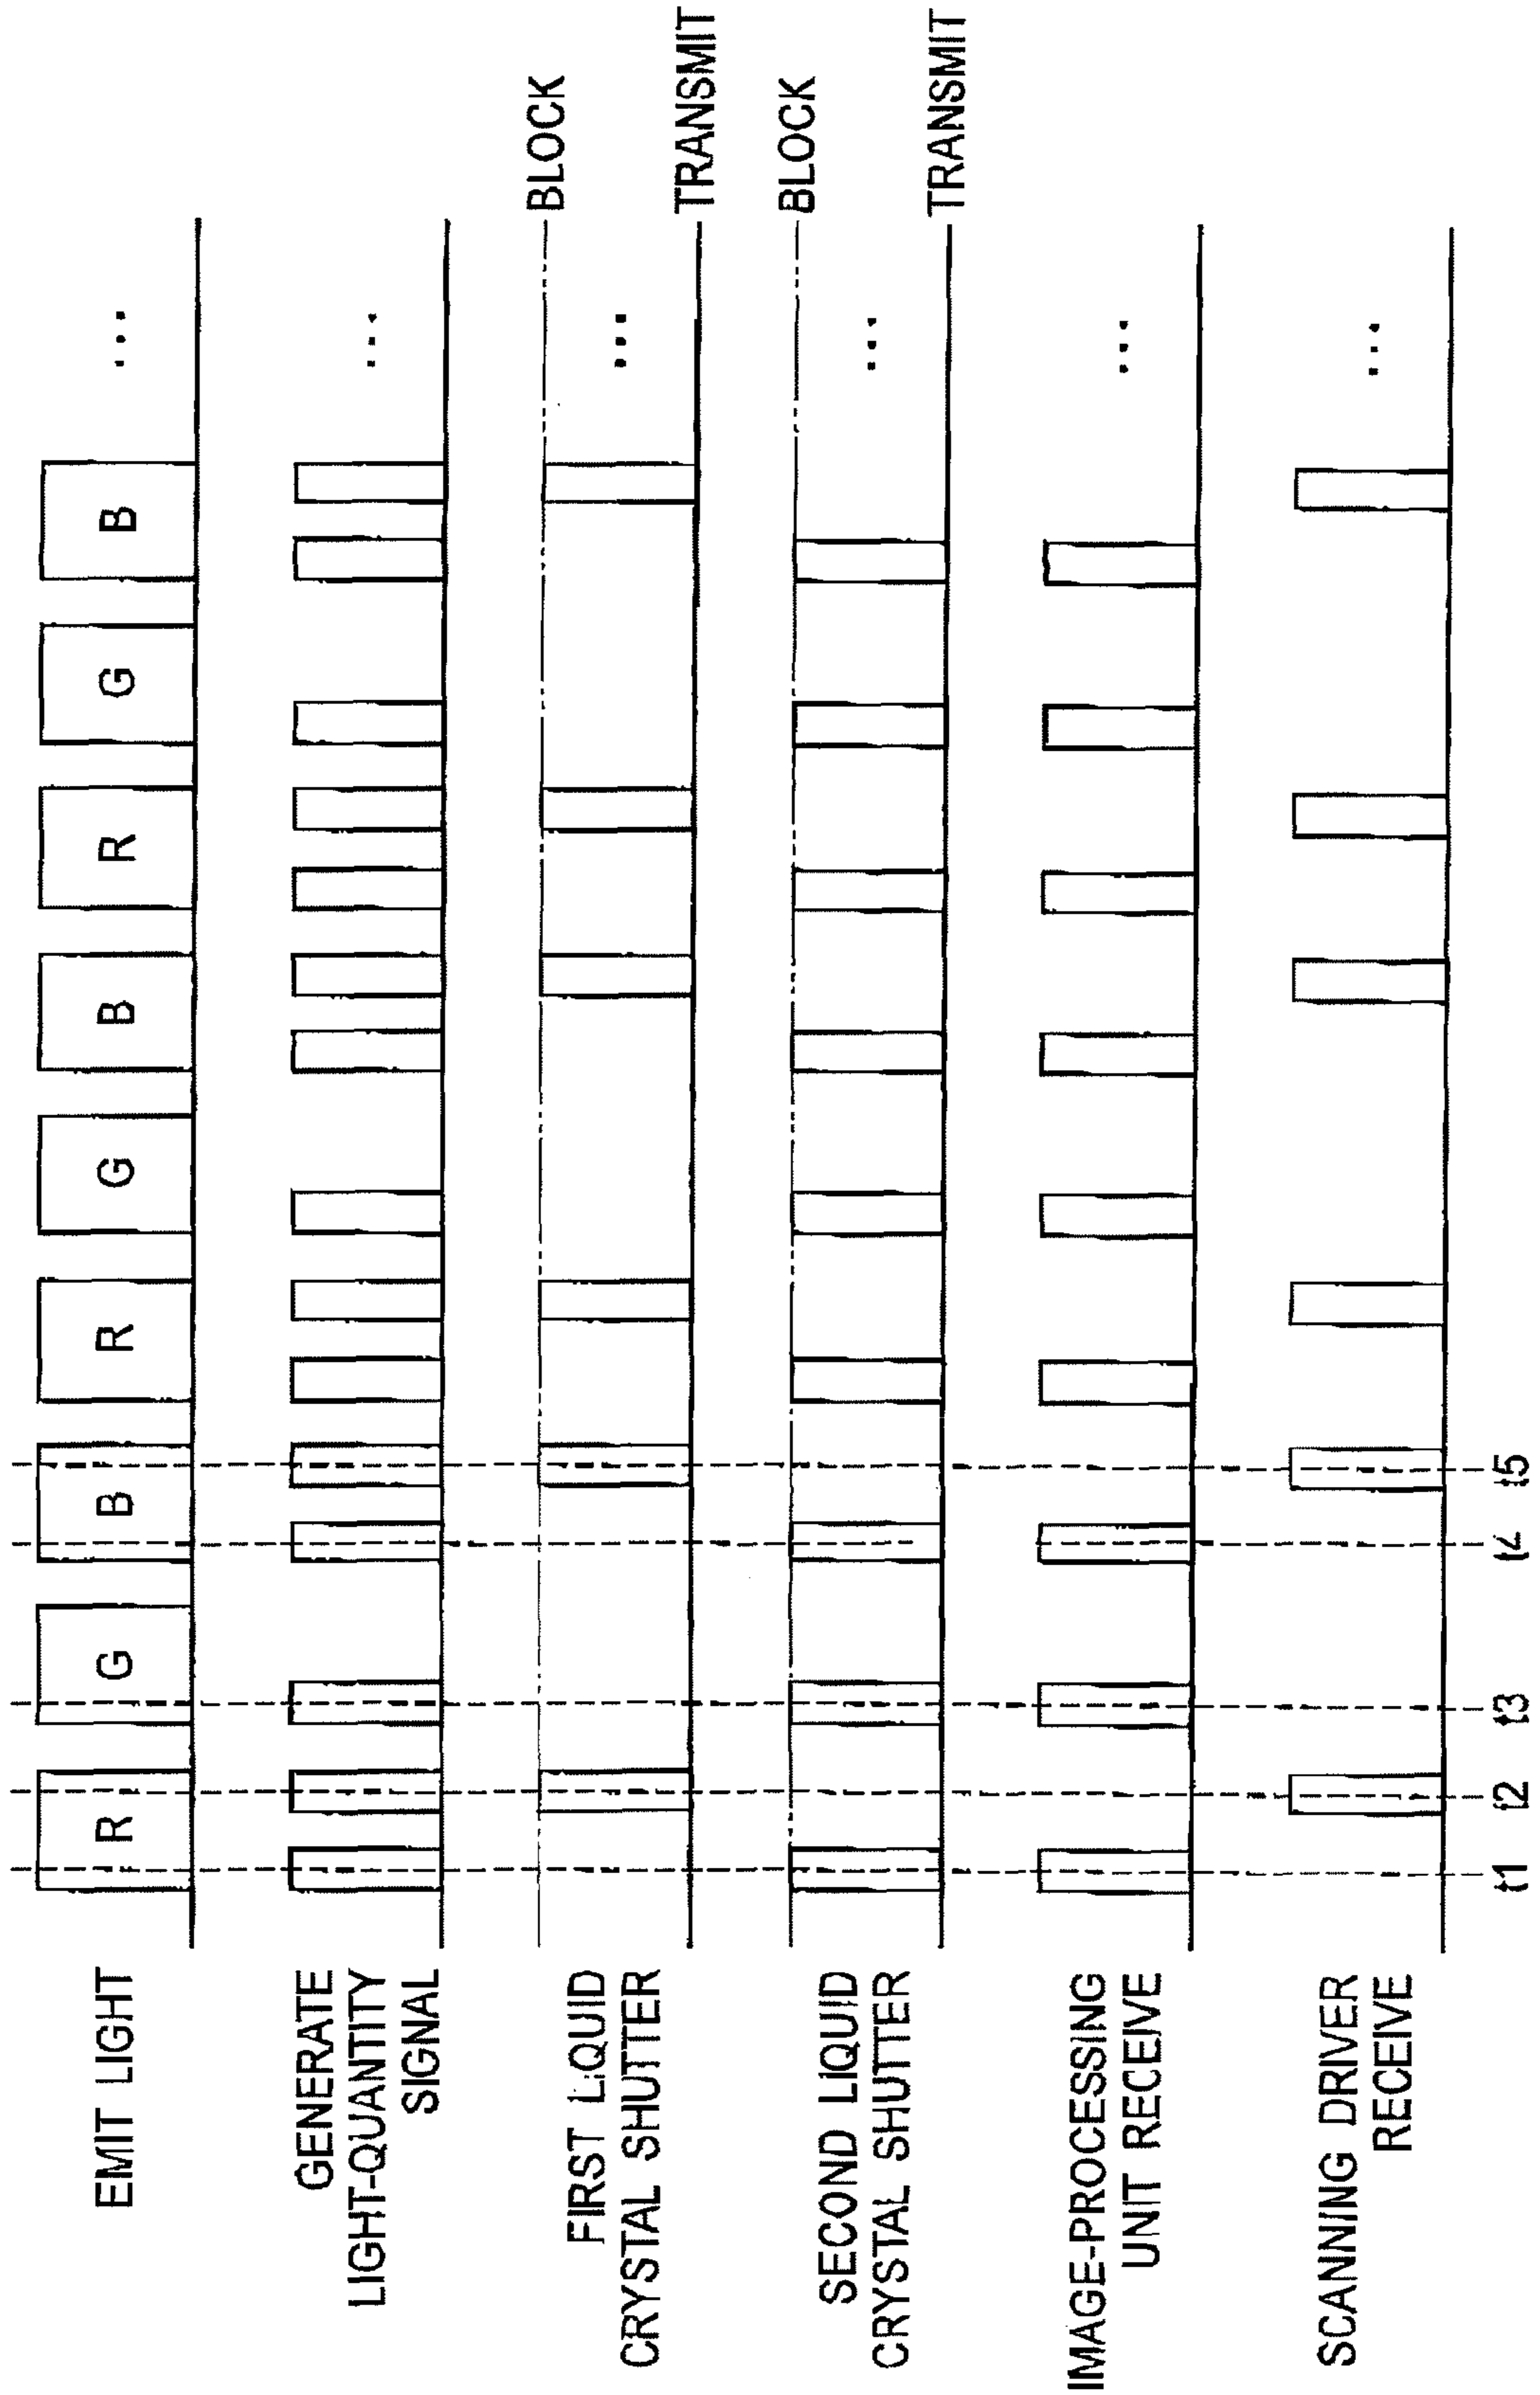 EMIT LIGHT
R
G
B
R
G
B
R
G
B
...
GENERATE
LIGHT-QUANTITY
SIGNAL
...
FIRST LIQUID
CRYSTAL SHUTTER
...
BLOCK
TRANSMIT
SECOND LIQUID
CRYSTAL SHUTTER
...
BLOCK
TRANSMIT
IMAGE-PROCESSING
UNIT RECEIVE
...
SCANNING DRIVER
RECEIVE
...
t1
t2
t3
t4
t5